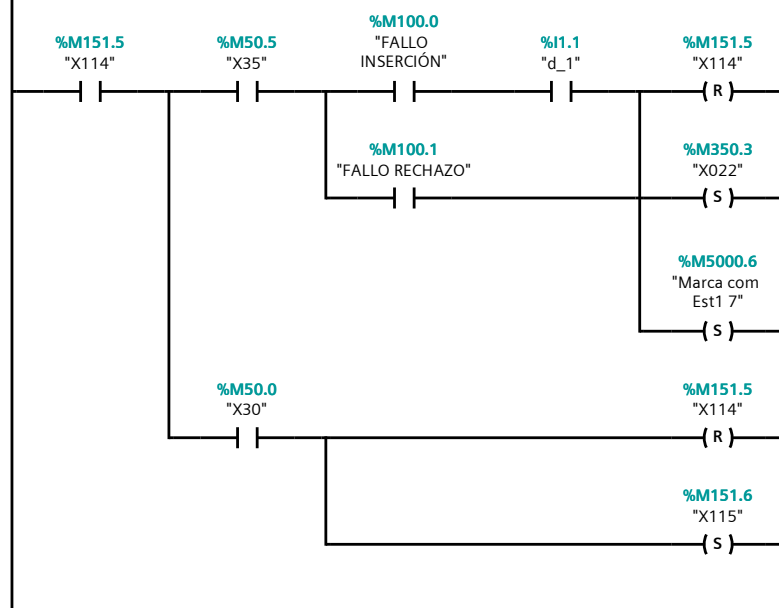 %M151.5
"X114"
%M50.5
"X35"
%M100.0
"FALLO
INSERCIÓN"
%I1.1
"d_1"
%M151.5
"X114"
R
%M100.1
"FALLO RECHAZO"
%M350.3
"X022"
S
%M5000.6
"Marca com
Est1 7"
S
%M50.0
"X30"
%M151.5
"X114"
R
%M151.6
"X115"
S